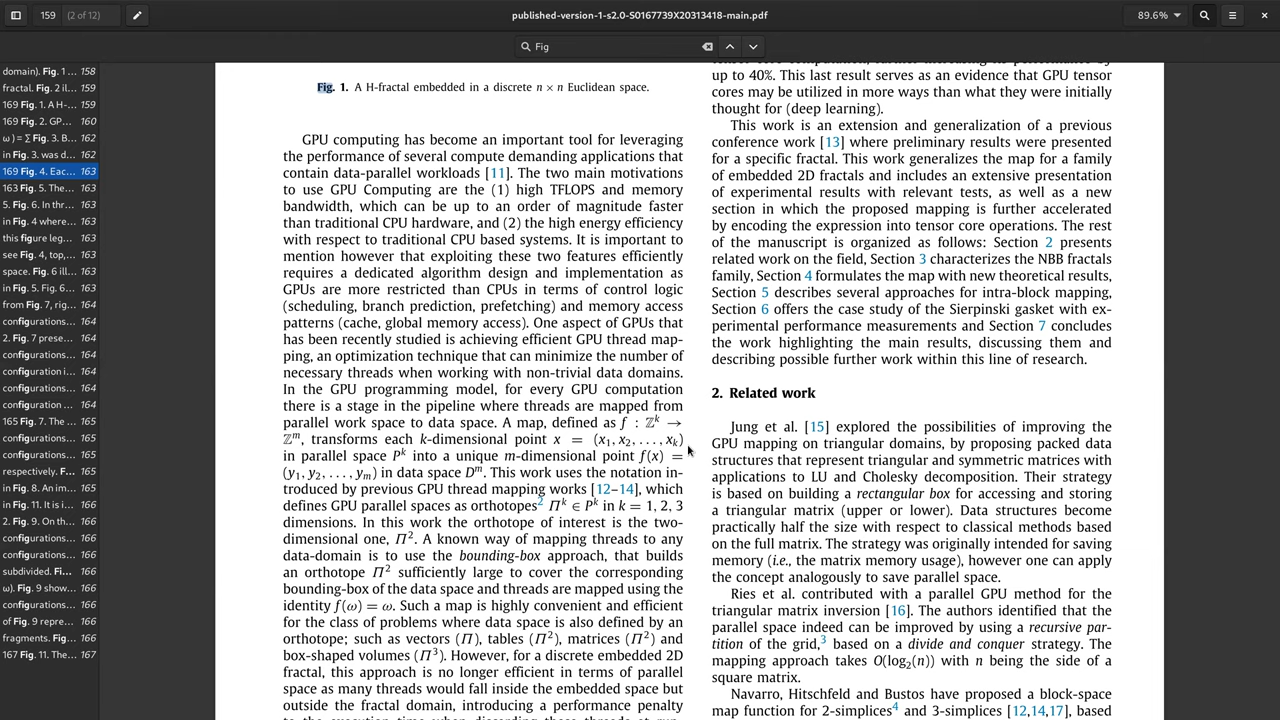 159
(2 of 12)
published-version-1-s2.0-S0167739X20313418-main.pdf
89.6%
Fig
domain). Fig. 1 ... 158
fractal. Fig. 2 il... 159
169 Fig. 1. A H-... 159
169 Fig. 2. GP... 160
ω ) = ∑ Fig. 3. B... 162
in Fig. 3. was d... 162
169 Fig. 4. Eac... 163
163 Fig. 5. The... 163
5. Fig. 6. In thr... 163
in Fig. 4 where... 163
this figure leg... 163
see Fig. 4, top,... 163
space. Fig. 6 ill... 163
in Fig. 5. Fig. 6... 163
from Fig. 7, rig... 164
configurations... 164
2. Fig. 7 prese... 164
configurations... 164
configuration i... 164
configurations... 164
configuration ... 164
165 Fig. 7. The... 165
configurations... 165
configurations... 165
respectively. F... 165
in Fig. 8. An im... 165
in Fig. 11. It is i... 166
2. Fig. 9. On th... 166
configurations... 166
configurations... 166
subdivided. Fi... 166
ω). Fig. 9 show... 166
configurations... 166
of Fig. 9 repre... 166
fragments. Fig... 166
167 Fig. 11. The... 167
Fig. 1. A H-fractal embedded in a discrete n × n Euclidean space.
GPU computing has become an important tool for leveraging
the performance of several compute demanding applications that
contain data-parallel workloads [11]. The two main motivations
to use GPU Computing are the (1) high TFLOPS and memory
bandwidth, which can be up to an order of magnitude faster
than traditional CPU hardware, and (2) the high energy efficiency
with respect to traditional CPU based systems. It is important to
mention however that exploiting these two features efficiently
requires a dedicated algorithm design and implementation as
GPUs are more restricted than CPUs in terms of control logic
(scheduling, branch prediction, prefetching) and memory access
patterns (cache, global memory access). One aspect of GPUs that
has been recently studied is achieving efficient GPU thread map-
ping, an optimization technique that can minimize the number of
necessary threads when working with non-trivial data domains.
In the GPU programming model, for every GPU computation
there is a stage in the pipeline where threads are mapped from
parallel work space to data space. A map, defined as f : ℤᵏ →
ℤᵐ, transforms each k-dimensional point x = (x₁, x₂, . . . , xₖ)
in parallel space Pᵏ into a unique m-dimensional point f(x) =
(y₁, y₂, . . . , yₘ) in data space Dᵐ. This work uses the notation in-
troduced by previous GPU thread mapping works [12–14], which
defines GPU parallel spaces as orthotopes² Πᵏ ∈ Pᵏ in k = 1, 2, 3
dimensions. In this work the orthotope of interest is the two-
dimensional one, Π². A known way of mapping threads to any
data-domain is to use the bounding-box approach, that builds
an orthotope Π² sufficiently large to cover the corresponding
bounding-box of the data space and threads are mapped using the
identity f(ω) = ω. Such a map is highly convenient and efficient
for the class of problems where data space is also defined by an
orthotope; such as vectors (Π), tables (Π²), matrices (Π²) and
box-shaped volumes (Π³). However, for a discrete embedded 2D
fractal, this approach is no longer efficient in terms of parallel
space as many threads would fall inside the embedded space but
outside the fractal domain, introducing a performance penalty
up to 40%. This last result serves as an evidence that GPU tensor
cores may be utilized in more ways than what they were initially
thought for (deep learning).
This work is an extension and generalization of a previous
conference work [13] where preliminary results were presented
for a specific fractal. This work generalizes the map for a family
of embedded 2D fractals and includes an extensive presentation
of experimental results with relevant tests, as well as a new
section in which the proposed mapping is further accelerated
by encoding the expression into tensor core operations. The rest
of the manuscript is organized as follows: Section 2 presents
related work on the field, Section 3 characterizes the NBB fractals
family, Section 4 formulates the map with new theoretical results,
Section 5 describes several approaches for intra-block mapping,
Section 6 offers the case study of the Sierpinski gasket with ex-
perimental performance measurements and Section 7 concludes
the work highlighting the main results, discussing them and
describing possible further work within this line of research.
2. Related work
Jung et al. [15] explored the possibilities of improving the
GPU mapping on triangular domains, by proposing packed data
structures that represent triangular and symmetric matrices with
applications to LU and Cholesky decomposition. Their strategy
is based on building a rectangular box for accessing and storing
a triangular matrix (upper or lower). Data structures become
practically half the size with respect to classical methods based
on the full matrix. The strategy was originally intended for saving
memory (i.e., the matrix memory usage), however one can apply
the concept analogously to save parallel space.
Ries et al. contributed with a parallel GPU method for the
triangular matrix inversion [16]. The authors identified that the
parallel space indeed can be improved by using a recursive par-
tition of the grid,³ based on a divide and conquer strategy. The
mapping approach takes O(log₂(n)) with n being the side of a
square matrix.
Navarro, Hitschfeld and Bustos have proposed a block-space
map function for 2-simplices⁴ and 3-simplices [12,14,17], based